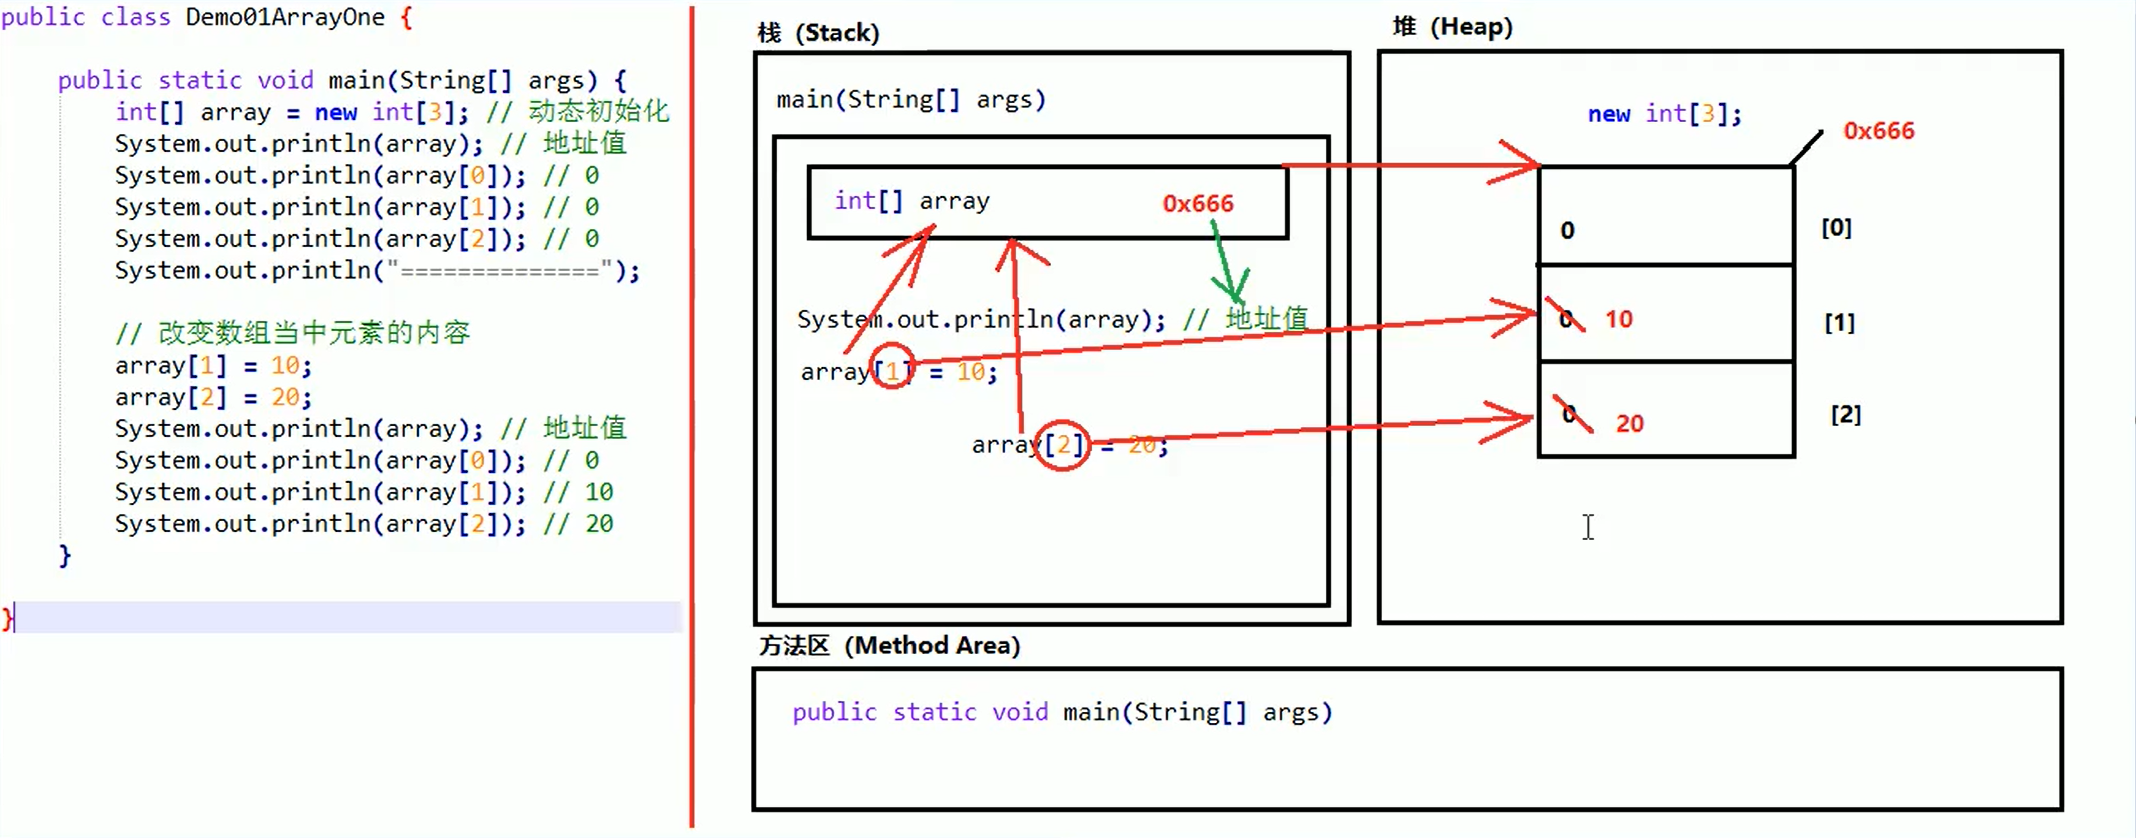 public class Demo01ArrayOne {
public static void main(String[] args) {
int[] array = new int[3]; // 动态初始化
System.out.println(array); // 地址值
System.out.println(array[0]); // 0
System.out.println(array[1]); // 0
System.out.println(array[2]); // 0
System.out.println("==============");
// 改变数组当中元素的内容
array[1] = 10;
array[2] = 20;
System.out.println(array); // 地址值
System.out.println(array[0]); // 0
System.out.println(array[1]); // 10
System.out.println(array[2]); // 20
}
}
栈（Stack）
main(String[] args)
int[] array 0x666
System.out.println(array); // 地址值
array[1] = 10;
array[2] = 20;
堆（Heap）
new int[3];
0x666
0 [0]
0 10 [1]
0 20 [2]
方法区（Method Area）
public static void main(String[] args)